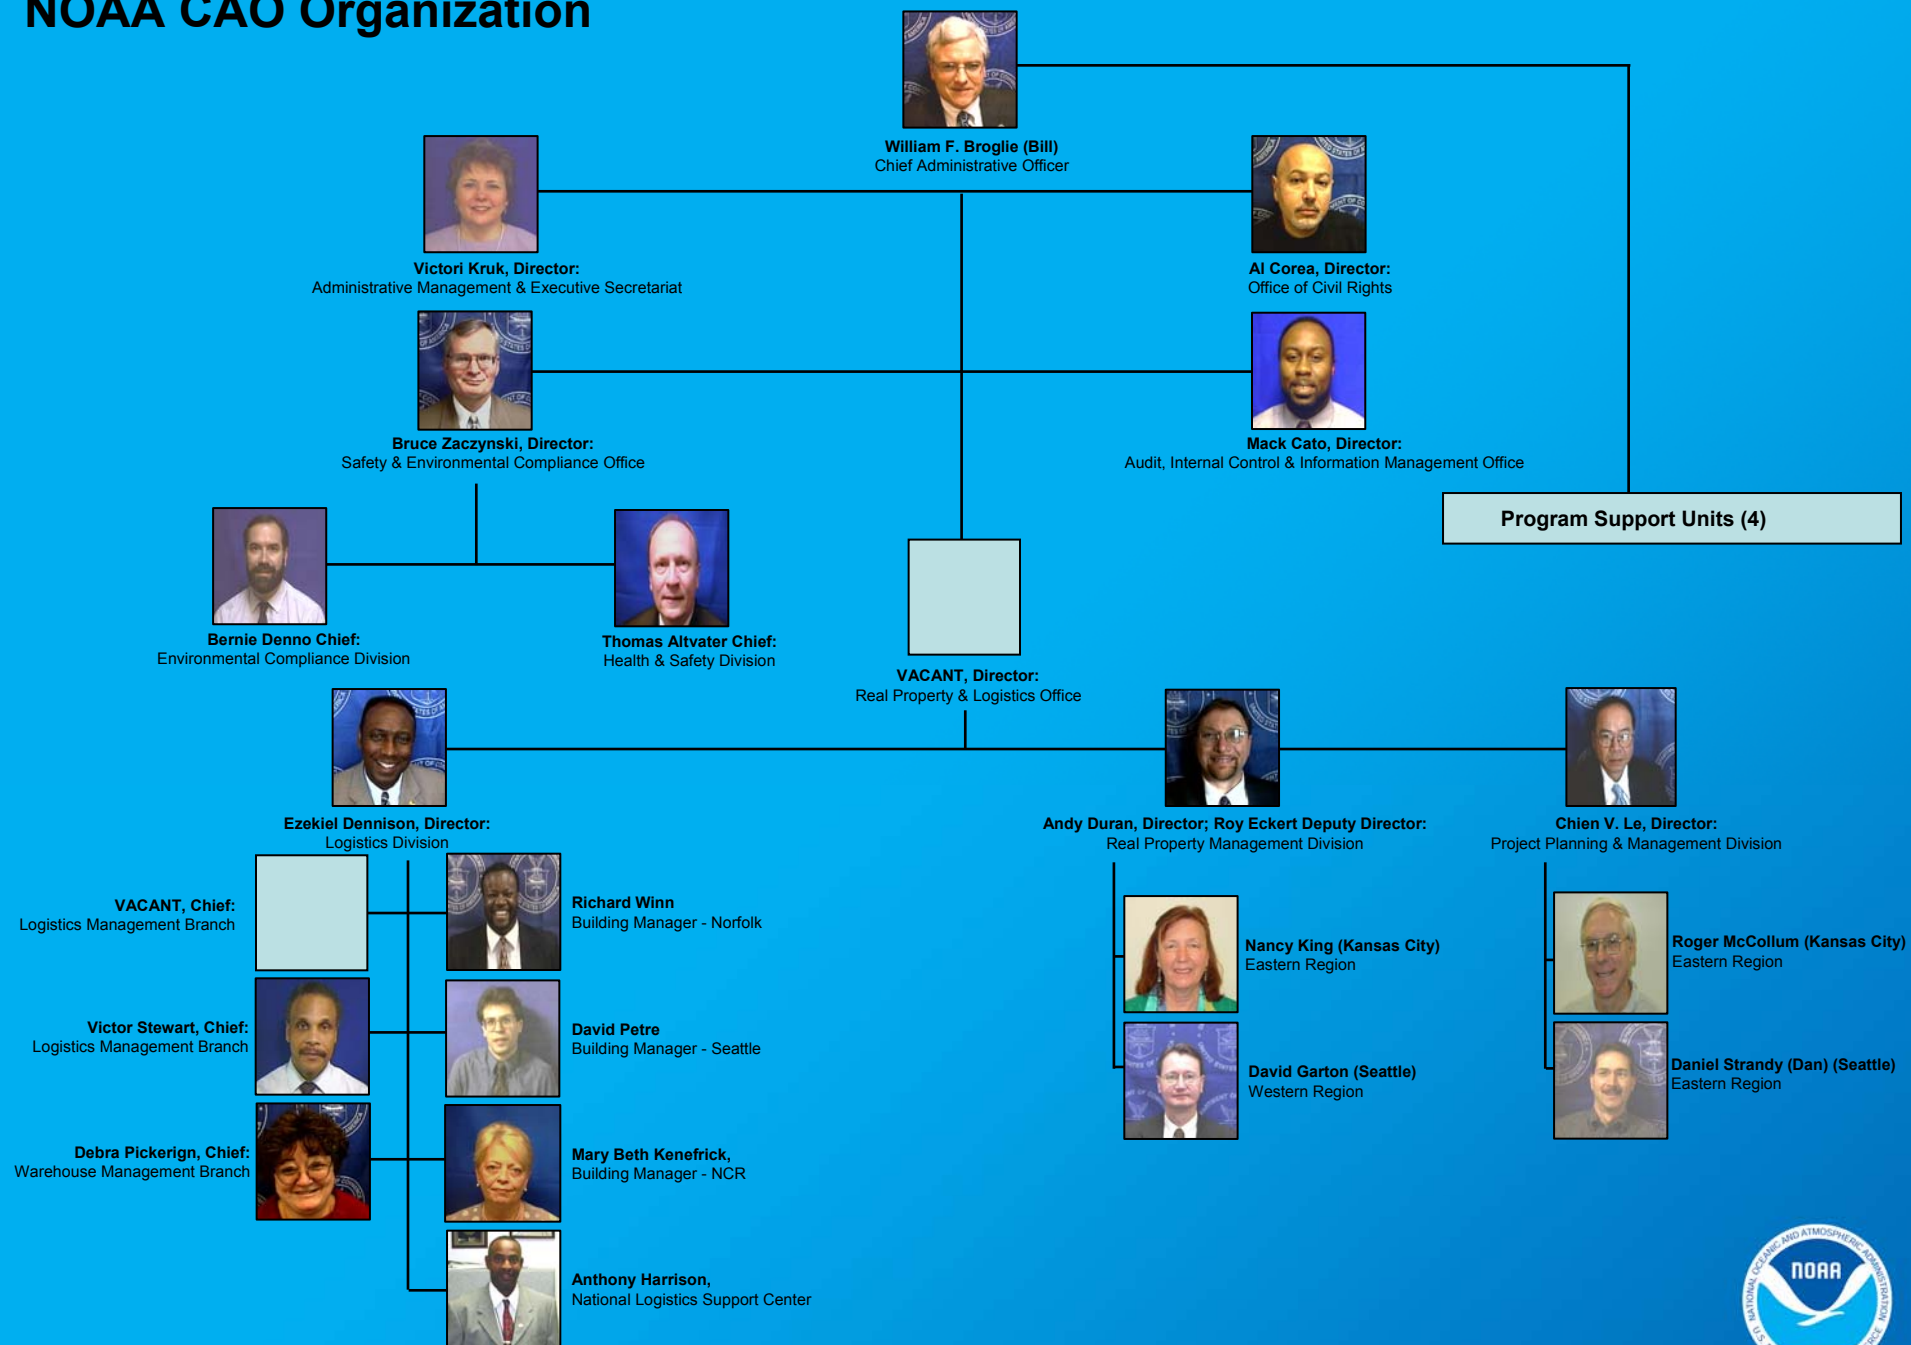 NOAA CAO Organization
William F. Broglie (Bill)
Chief Administrative Officer
Victori Kruk, Director:
Administrative Management & Executive Secretariat
Al Corea, Director:
Office of Civil Rights
Bruce Zaczynski, Director:
Safety & Environmental Compliance Office
Mack Cato, Director:
Audit, Internal Control & Information Management Office
Program Support Units (4)
Bernie Denno Chief:
Environmental Compliance Division
Thomas Altvater Chief:
Health & Safety Division
VACANT, Director:
Real Property & Logistics Office
Ezekiel Dennison, Director:
Logistics Division
Andy Duran, Director; Roy Eckert Deputy Director:
Real Property Management Division
Chien V. Le, Director:
Project Planning & Management Division
VACANT, Chief:
Logistics Management Branch
Richard Winn
Building Manager - Norfolk
Nancy King (Kansas City)
Eastern Region
Roger McCollum (Kansas City)
Eastern Region
Victor Stewart, Chief:
Logistics Management Branch
David Petre
Building Manager - Seattle
David Garton (Seattle)
Western Region
Daniel Strandy (Dan) (Seattle)
Eastern Region
Debra Pickerign, Chief:
Warehouse Management Branch
Mary Beth Kenefrick,
Building Manager - NCR
Anthony Harrison,
National Logistics Support Center
NATIONAL OCEANIC AND ATMOSPHERIC ADMINISTRATION
NOAA